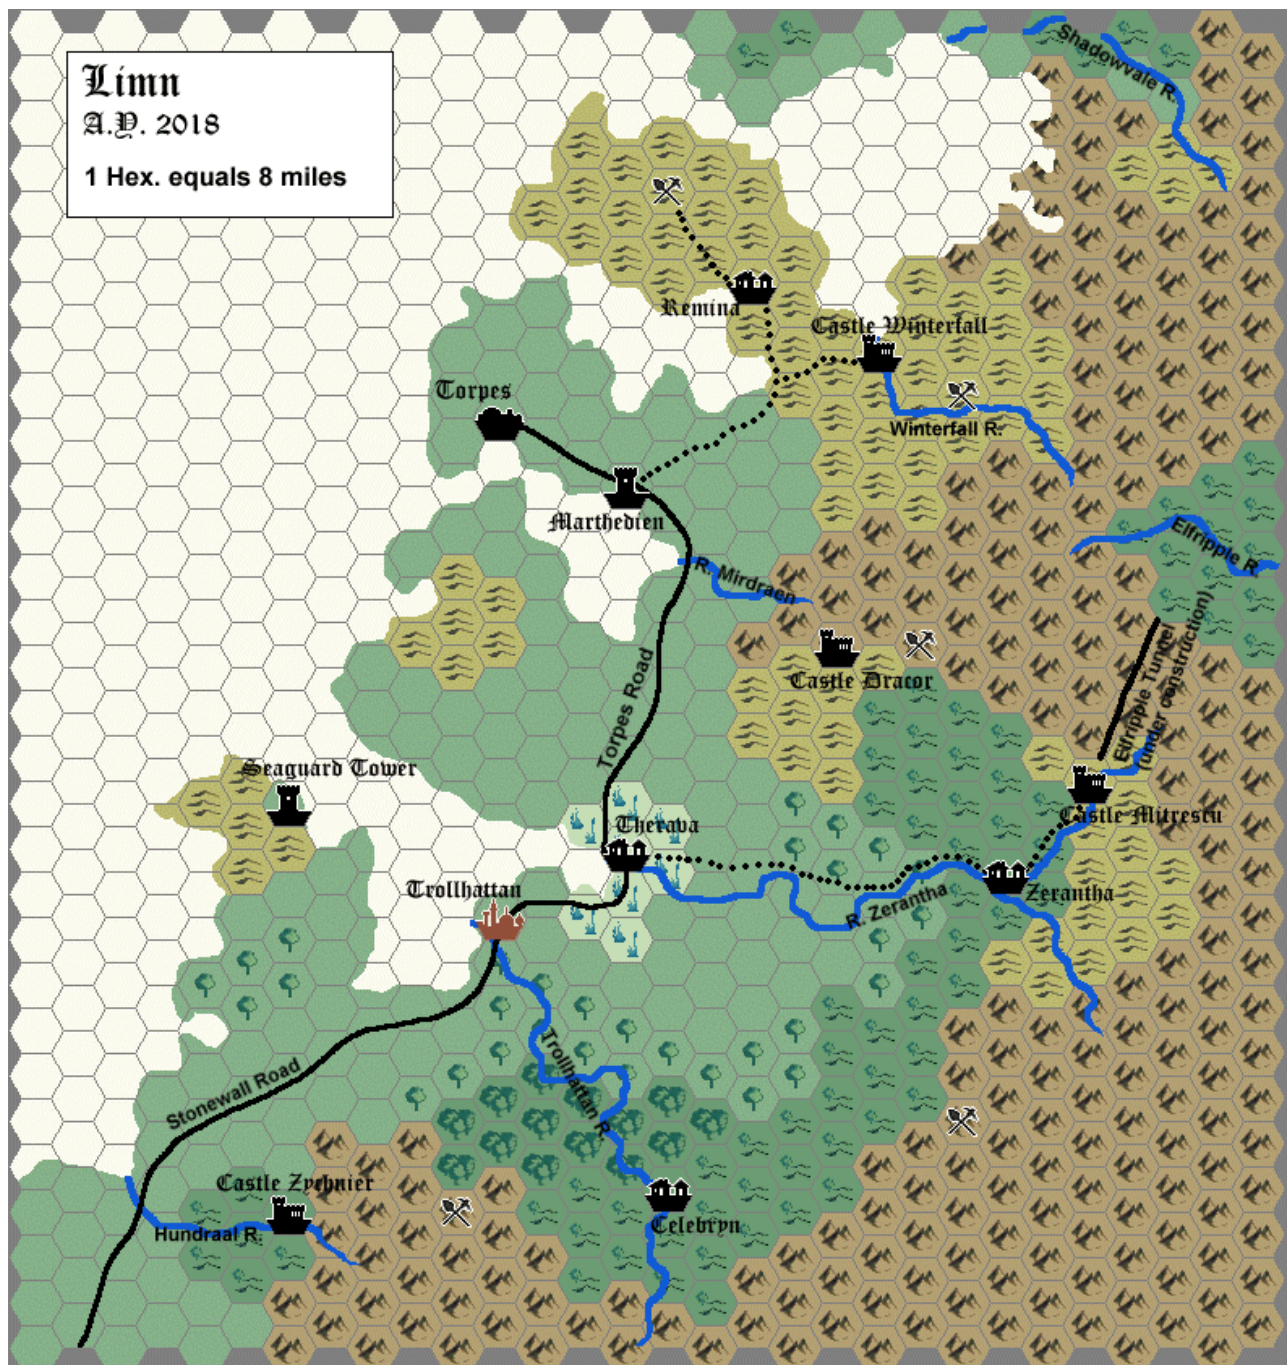 Limn
A.Y. 2018
1 Hex. equals 8 miles
Shadowvale R.
Remina
Castle Winterfall
Torpes
Winterfall R.
Marthedien
Elfripple R.
R. Mirdraen
Elfripple Tunnel
(under construction)
Castle Dracor
Torpes Road
Seaguard Tower
Therava
Castle Mitrescu
Trollhattan
Zerantha
R. Zerantha
Trollhattan R.
Stonewall Road
Castle Zychnier
Celebryn
Hundraal R.